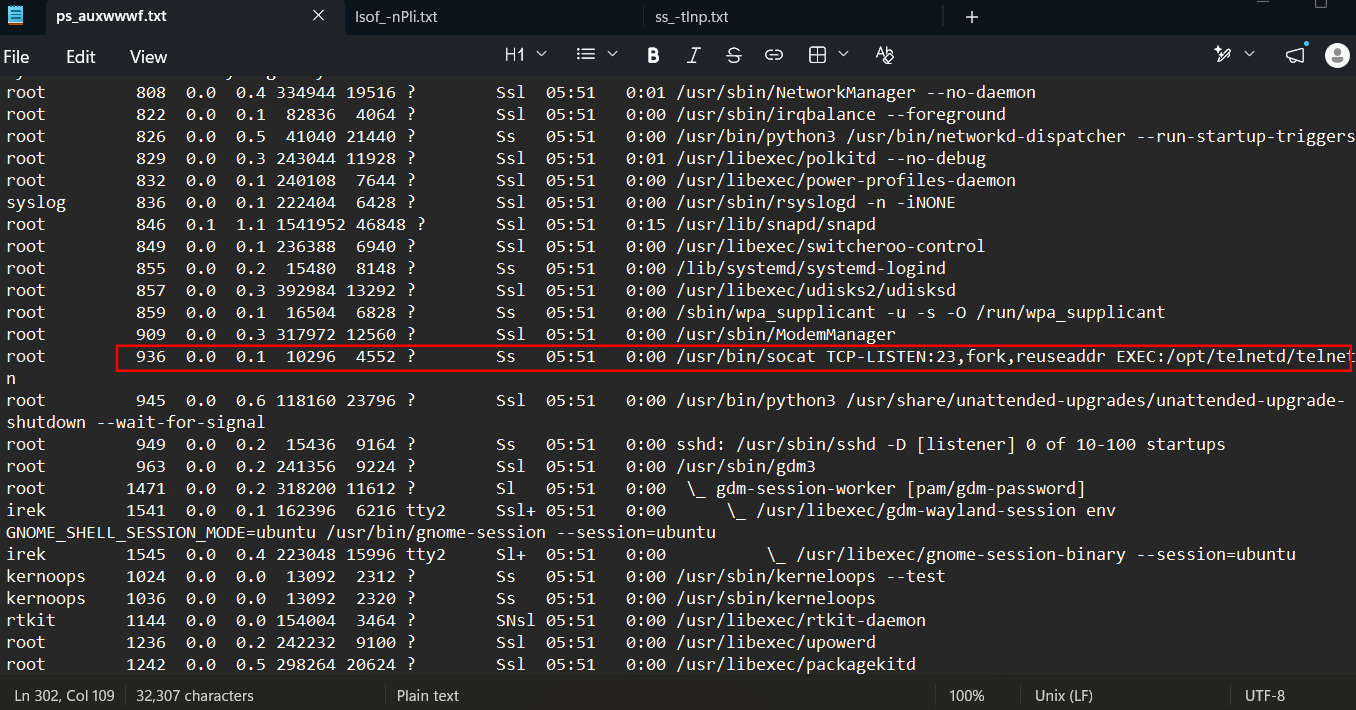 ps_auxwwwf.txt lsof_-nPli.txt ss_-tlnp.txt
File Edit View H1 B I S
root 808 0.0 0.4 334944 19516 ? Ssl 05:51 0:01 /usr/sbin/NetworkManager --no-daemon
root 822 0.0 0.1 82836 4064 ? Ssl 05:51 0:00 /usr/sbin/irqbalance --foreground
root 826 0.0 0.5 41040 21440 ? Ss 05:51 0:00 /usr/bin/python3 /usr/bin/networkd-dispatcher --run-startup-triggers
root 829 0.0 0.3 243044 11928 ? Ssl 05:51 0:01 /usr/libexec/polkitd --no-debug
root 832 0.0 0.1 240108 7644 ? Ssl 05:51 0:00 /usr/libexec/power-profiles-daemon
syslog 836 0.0 0.1 222404 6428 ? Ssl 05:51 0:00 /usr/sbin/rsyslogd -n -iNONE
root 846 0.1 1.1 1541952 46848 ? Ssl 05:51 0:15 /usr/lib/snapd/snapd
root 849 0.0 0.1 236388 6940 ? Ssl 05:51 0:00 /usr/libexec/switcheroo-control
root 855 0.0 0.2 15480 8148 ? Ss 05:51 0:00 /lib/systemd/systemd-logind
root 857 0.0 0.3 392984 13292 ? Ssl 05:51 0:00 /usr/libexec/udisks2/udisksd
root 859 0.0 0.1 16504 6828 ? Ss 05:51 0:00 /sbin/wpa_supplicant -u -s -O /run/wpa_supplicant
root 909 0.0 0.3 317972 12560 ? Ssl 05:51 0:00 /usr/sbin/ModemManager
root 936 0.0 0.1 10296 4552 ? Ss 05:51 0:00 /usr/bin/socat TCP-LISTEN:23,fork,reuseaddr EXEC:/opt/telnetd/telnet
n
root 945 0.0 0.6 118160 23796 ? Ssl 05:51 0:00 /usr/bin/python3 /usr/share/unattended-upgrades/unattended-upgrade-
shutdown --wait-for-signal
root 949 0.0 0.2 15436 9164 ? Ss 05:51 0:00 sshd: /usr/sbin/sshd -D [listener] 0 of 10-100 startups
root 963 0.0 0.2 241356 9224 ? Ssl 05:51 0:00 /usr/sbin/gdm3
root 1471 0.0 0.2 318200 11612 ? Sl 05:51 0:00 \_ gdm-session-worker [pam/gdm-password]
irek 1541 0.0 0.1 162396 6216 tty2 Ssl+ 05:51 0:00 \_ /usr/libexec/gdm-wayland-session env
GNOME_SHELL_SESSION_MODE=ubuntu /usr/bin/gnome-session --session=ubuntu
irek 1545 0.0 0.4 223048 15996 tty2 Sl+ 05:51 0:00 \_ /usr/libexec/gnome-session-binary --session=ubuntu
kernoops 1024 0.0 0.0 13092 2312 ? Ss 05:51 0:00 /usr/sbin/kerneloops --test
kernoops 1036 0.0 0.0 13092 2320 ? Ss 05:51 0:00 /usr/sbin/kerneloops
rtkit 1144 0.0 0.0 154004 3464 ? SNsl 05:51 0:00 /usr/libexec/rtkit-daemon
root 1236 0.0 0.2 242232 9100 ? Ssl 05:51 0:00 /usr/libexec/upowerd
root 1242 0.0 0.5 298264 20624 ? Ssl 05:51 0:00 /usr/libexec/packagekitd
Ln 302, Col 109 32,307 characters Plain text 100% Unix (LF) UTF-8